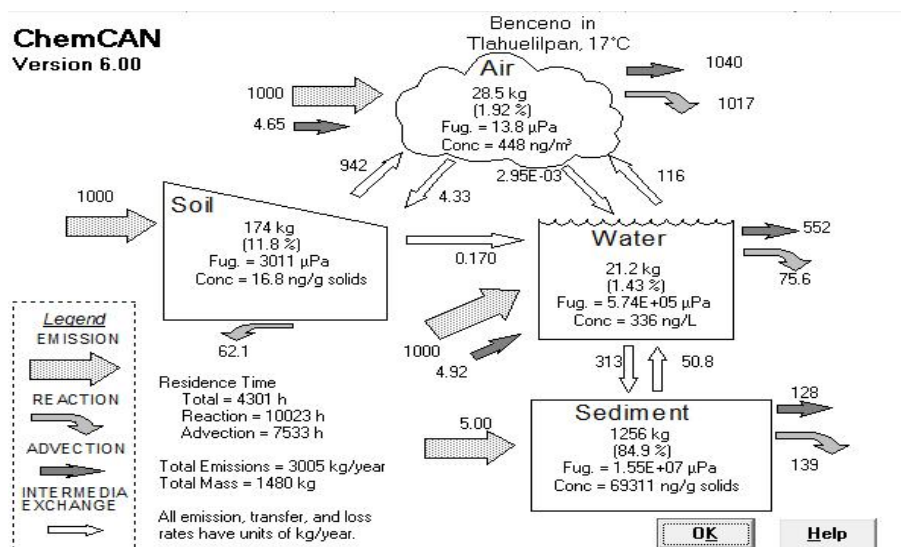 ChemCAN
Version 6.00
Benceno in
Tlahuelilpan, 17°C
Air
28.5 kg
(1.92 %)
Fug. = 13.8 µPa
Conc = 448 ng/m³
1000
4.65
1040
1017
942
4.33
2.95E-03
116
1000
Soil
174 kg
(11.8 %)
Fug. = 3011 µPa
Conc = 16.8 ng/g solids
0.170
62.1
Water
21.2 kg
(1.43 %)
Fug. = 5.74E+05 µPa
Conc = 336 ng/L
552
75.6
1000
4.92
313
50.8
Legend
EMISSION
REACTION
ADVECTION
INTERMEDIA
EXCHANGE
Residence Time
Total = 4301 h
Reaction = 10023 h
Advection = 7533 h
Total Emissions = 3005 kg/year
Total Mass = 1480 kg
All emission, transfer, and loss
rates have units of kg/year.
5.00
Sediment
1256 kg
(84.9 %)
Fug. = 1.55E+07 µPa
Conc = 69311 ng/g solids
128
139
OK
Help